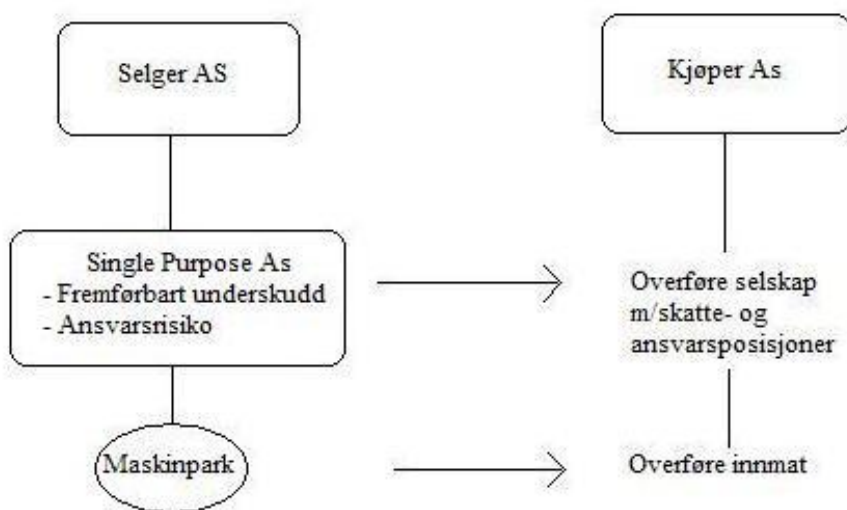 Selger AS
Kjøper As
Single Purpose As
- Fremførbart underskudd
- Ansvarsrisiko
Overføre selskap
m/skatte- og
ansvarsposisjoner
Maskinpark
Overføre innmat